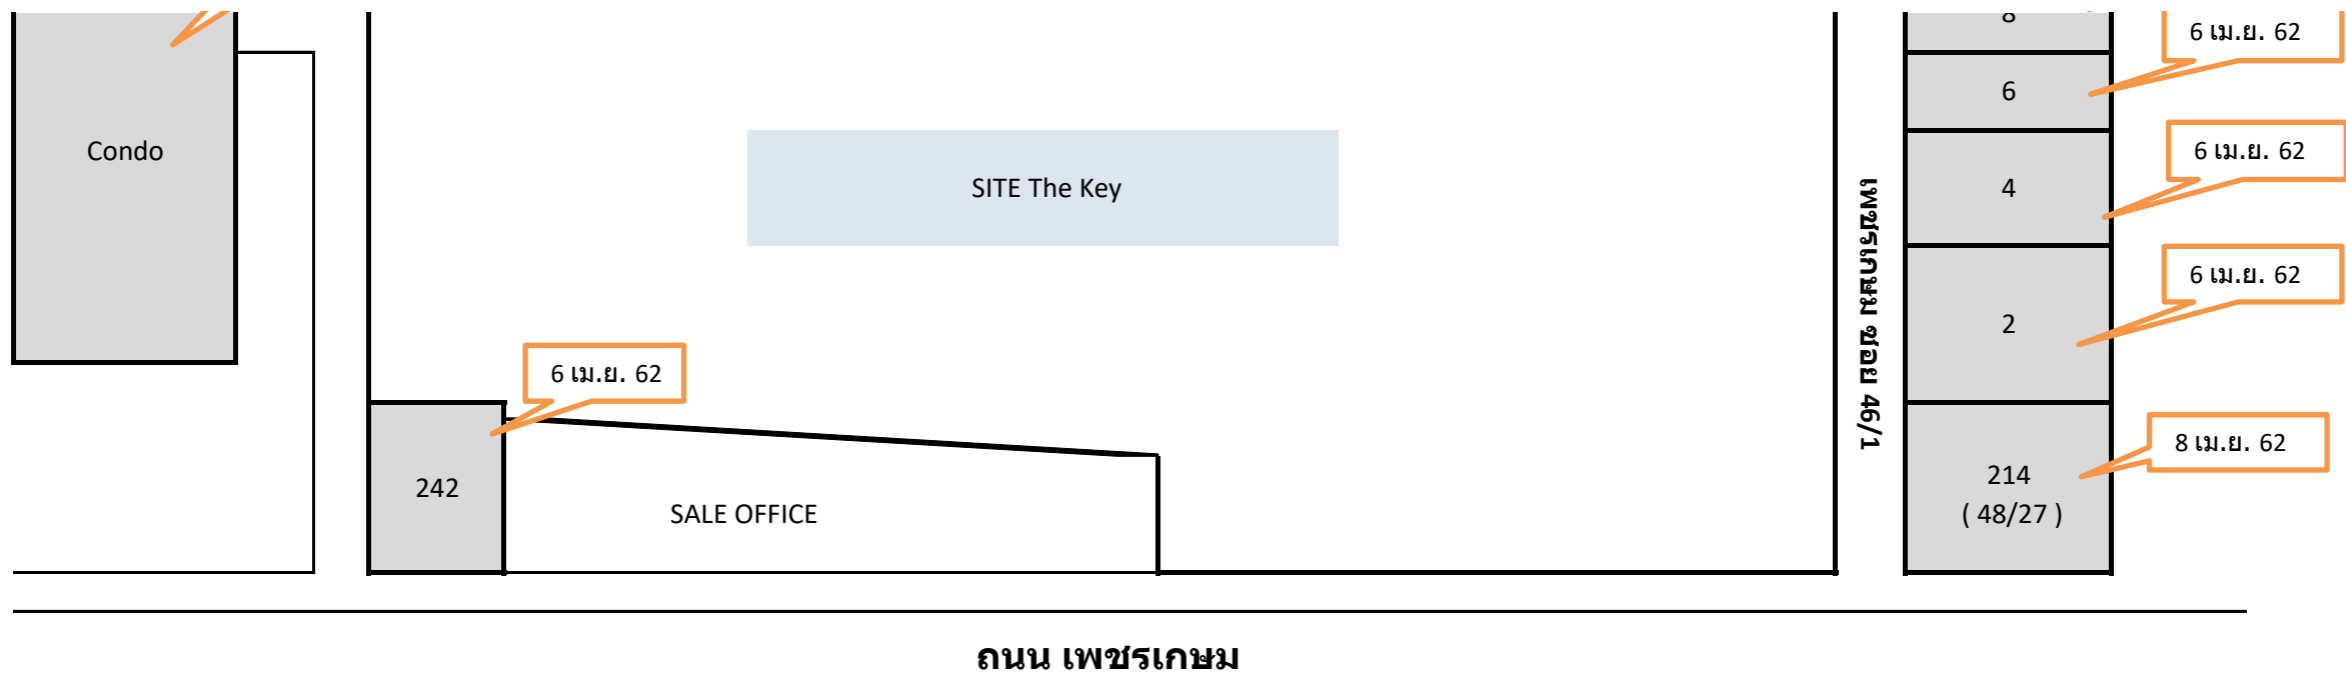 8
6 เม.ย. 62
6
Condo
6 เม.ย. 62
SITE The Key
4
6 เม.ย. 62
2
เพชรเกษม ซอย 46/1
6 เม.ย. 62
8 เม.ย. 62
242
SALE OFFICE
214
( 48/27 )
ถนน เพชรเกษม